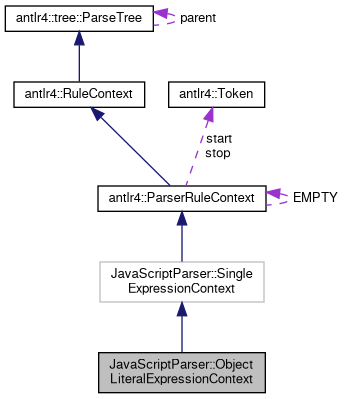 antlr4::tree::ParseTree
parent
antlr4::RuleContext
antlr4::Token
start
stop
antlr4::ParserRuleContext
EMPTY
JavaScriptParser::Single
ExpressionContext
JavaScriptParser::Object
LiteralExpressionContext